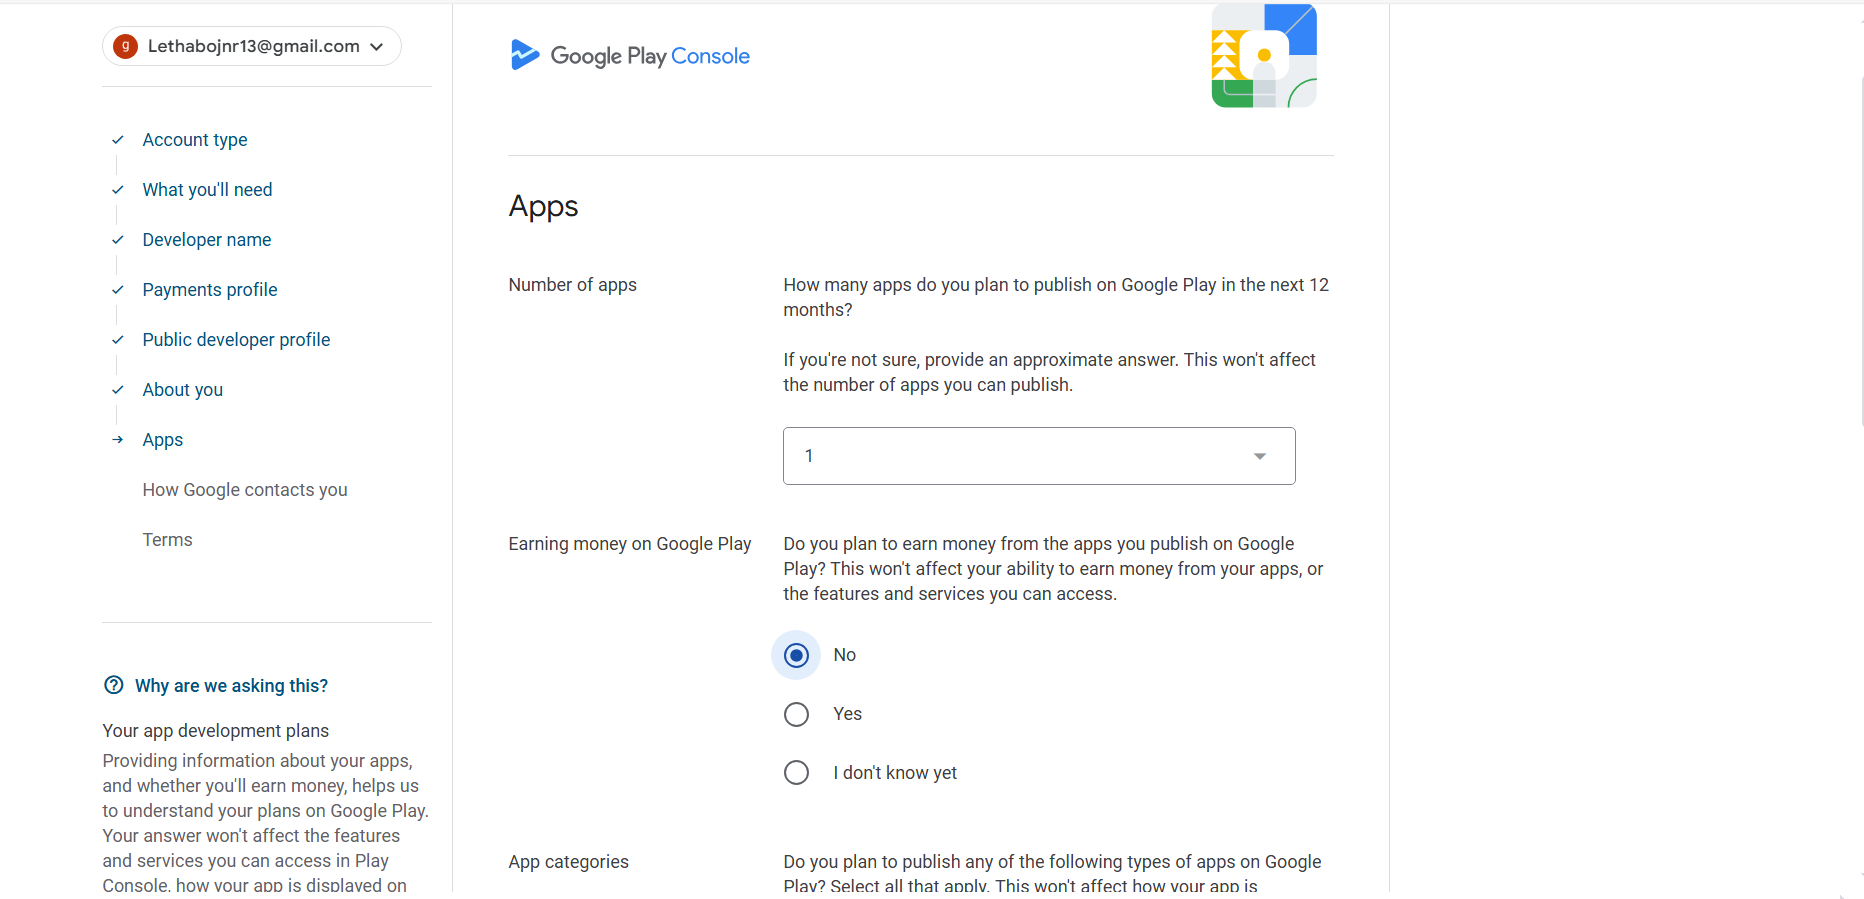 g Lethabojnr13@gmail.com
Account type
What you'll need
Developer name
Payments profile
Public developer profile
About you
Apps
How Google contacts you
Terms
Why are we asking this?
Your app development plans
Providing information about your apps,
and whether you'll earn money, helps us
to understand your plans on Google Play.
Your answer won't affect the features
and services you can access in Play
Console, how your app is displayed on
Google Play Console
Apps
Number of apps
How many apps do you plan to publish on Google Play in the next 12
months?
If you're not sure, provide an approximate answer. This won't affect
the number of apps you can publish.
1
Earning money on Google Play
Do you plan to earn money from the apps you publish on Google
Play? This won't affect your ability to earn money from your apps, or
the features and services you can access.
No
Yes
I don't know yet
App categories
Do you plan to publish any of the following types of apps on Google
Play? Select all that apply. This won't affect how your app is